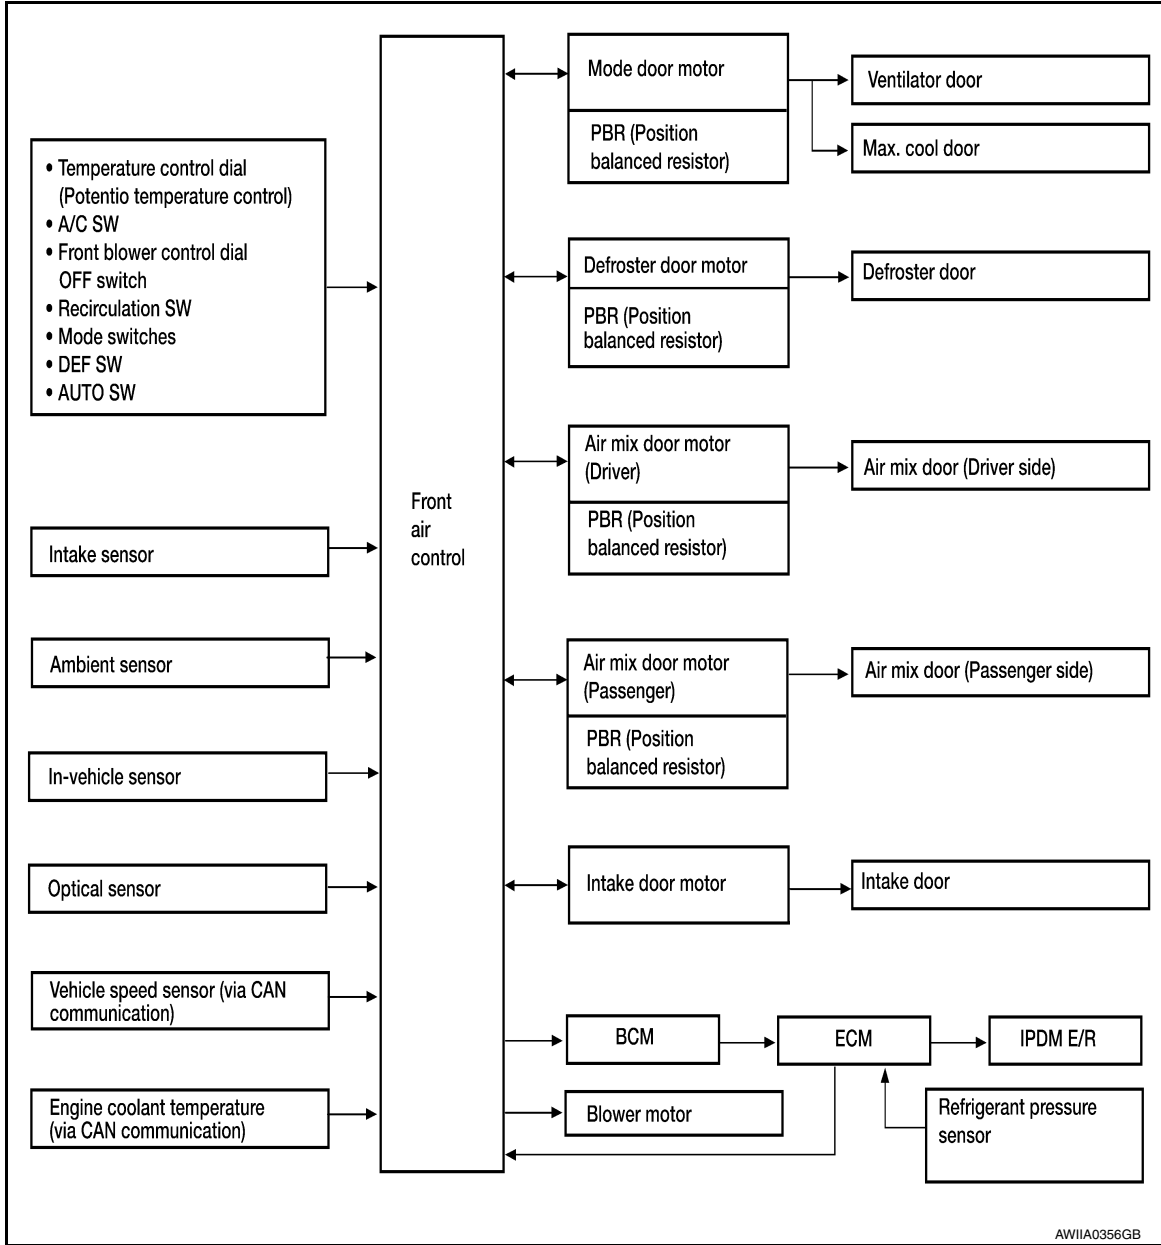 • Temperature control dial
(Potentio temperature control)
• A/C SW
• Front blower control dial
OFF switch
• Recirculation SW
• Mode switches
• DEF SW
• AUTO SW
Intake sensor
Ambient sensor
In-vehicle sensor
Optical sensor
Vehicle speed sensor (via CAN
communication)
Engine coolant temperature
(via CAN communication)
Front
air
control
Mode door motor
PBR (Position
balanced resistor)
Ventilator door
Max. cool door
Defroster door motor
PBR (Position
balanced resistor)
Defroster door
Air mix door motor
(Driver)
PBR (Position
balanced resistor)
Air mix door (Driver side)
Air mix door motor
(Passenger)
PBR (Position
balanced resistor)
Air mix door (Passenger side)
Intake door motor
Intake door
BCM
ECM
IPDM E/R
Blower motor
Refrigerant pressure
sensor
AWIIA0356GB